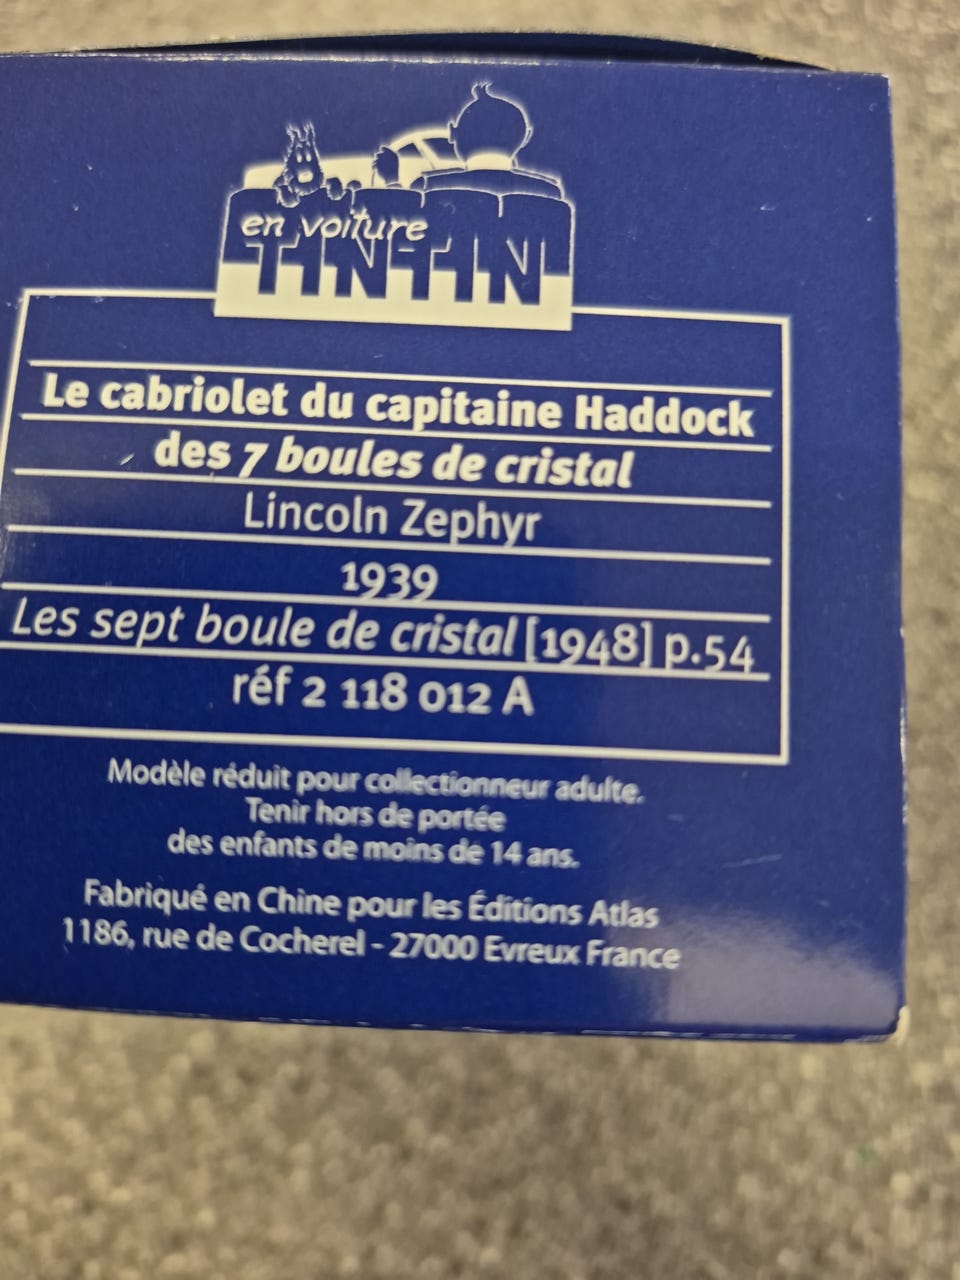 en voiture
TINTIN
Le cabriolet du capitaine Haddock
des 7 boules de cristal
Lincoln Zephyr
1939
Les sept boule de cristal [1948] p.54
réf 2 118 012 A
Modèle réduit pour collectionneur adulte.
Tenir hors de portée
des enfants de moins de 14 ans.
Fabriqué en Chine pour les Éditions Atlas
1186, rue de Cocherel - 27000 Evreux France